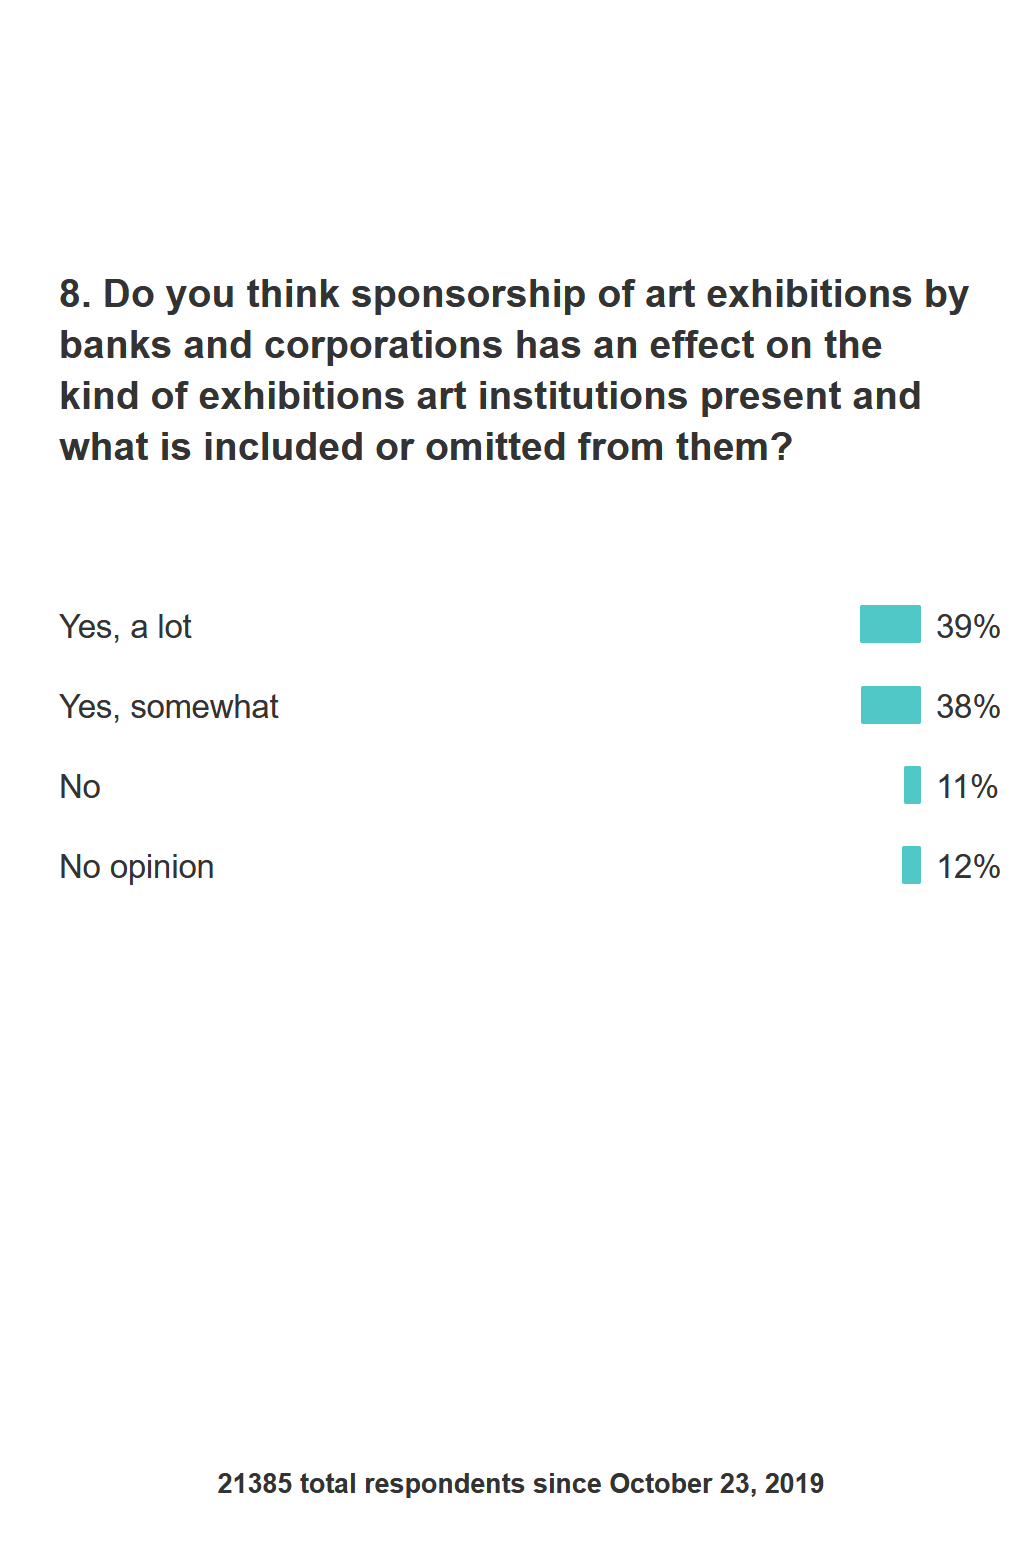 8. Do you think sponsorship of art exhibitions by
banks and corporations has an effect on the
kind of exhibitions art institutions present and
what is included or omitted from them?
Yes, a lot 39%
Yes, somewhat 38%
No 11%
No opinion 12%
21385 total respondents since October 23, 2019